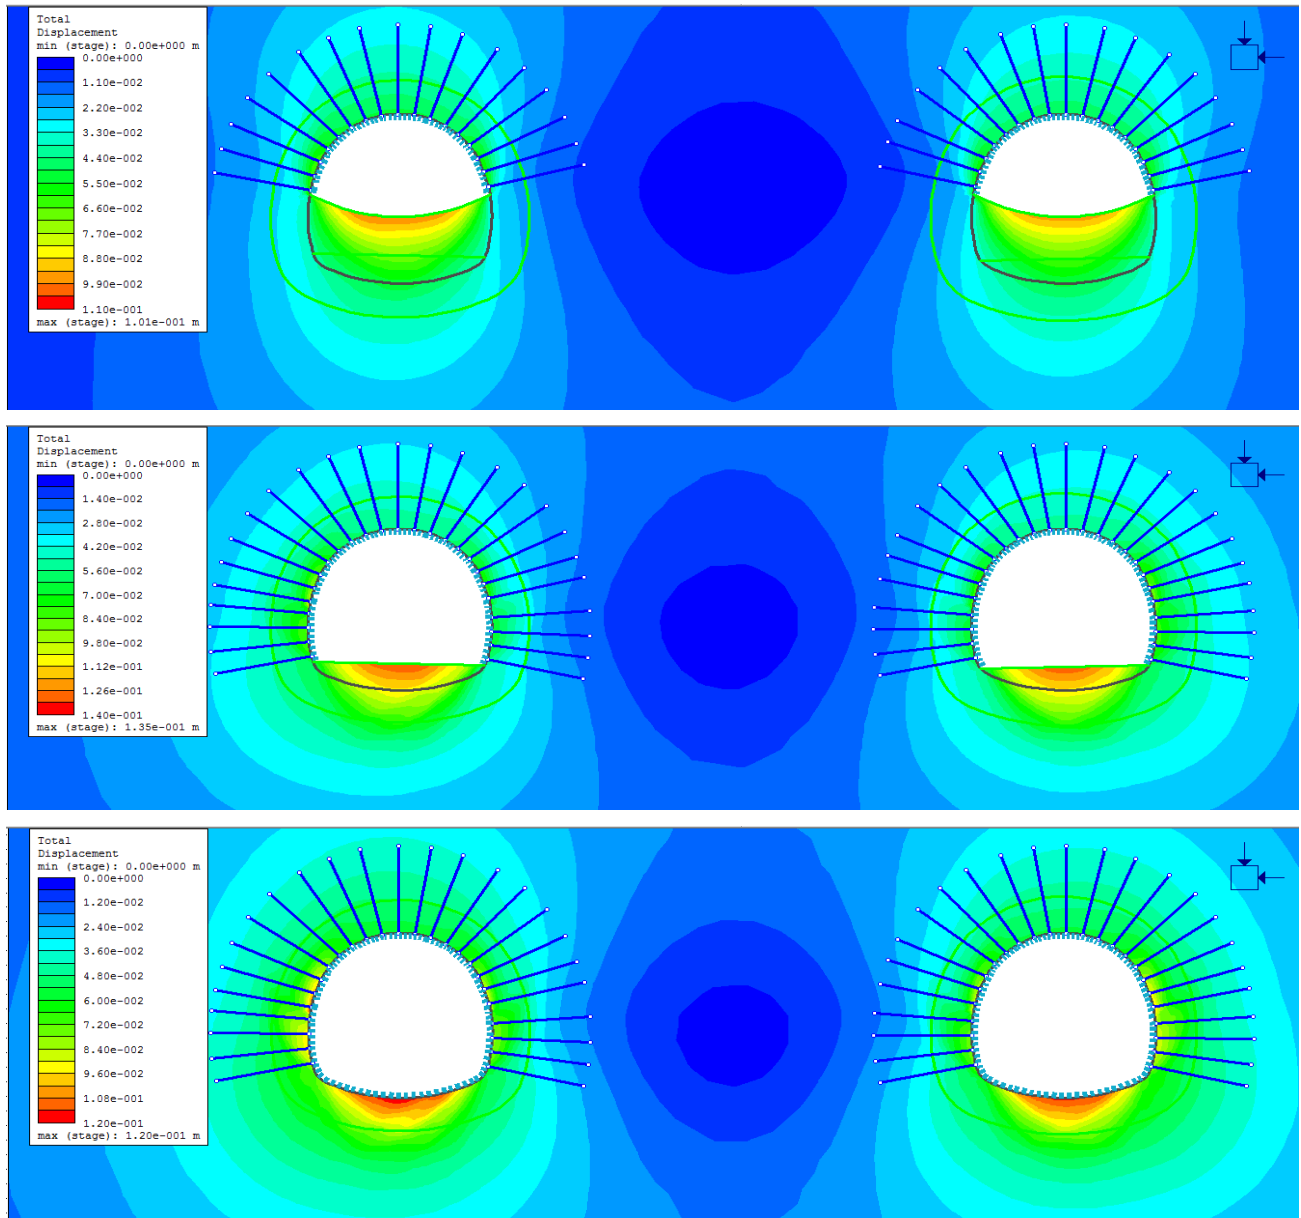 Total
Displacement
min (stage): 0.00e+000 m
0.00e+000
1.10e-002
2.20e-002
3.30e-002
4.40e-002
5.50e-002
6.60e-002
7.70e-002
8.80e-002
9.90e-002
1.10e-001
max (stage): 1.01e-001 m
Total
Displacement
min (stage): 0.00e+000 m
0.00e+000
1.40e-002
2.80e-002
4.20e-002
5.60e-002
7.00e-002
8.40e-002
9.80e-002
1.12e-001
1.26e-001
1.40e-001
max (stage): 1.35e-001 m
Total
Displacement
min (stage): 0.00e+000 m
0.00e+000
1.20e-002
2.40e-002
3.60e-002
4.80e-002
6.00e-002
7.20e-002
8.40e-002
9.60e-002
1.08e-001
1.20e-001
max (stage): 1.20e-001 m